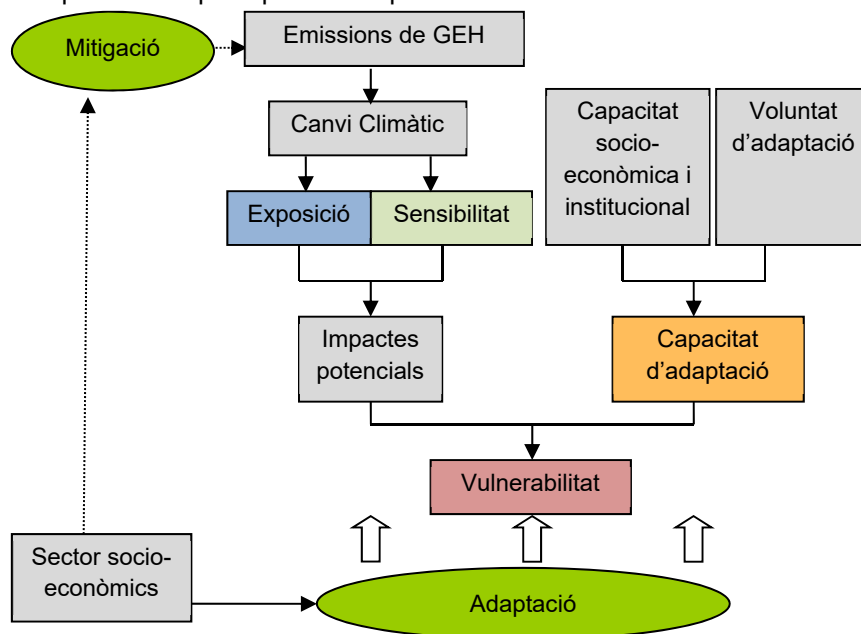 Mitigació
Emissions de GEH
Canvi Climàtic
Capacitat
socio-
econòmica i
institucional
Voluntat
d'adaptació
Exposició
Sensibilitat
Impactes
potencials
Capacitat
d'adaptació
Vulnerabilitat
Sector socio-
econòmics
Adaptació